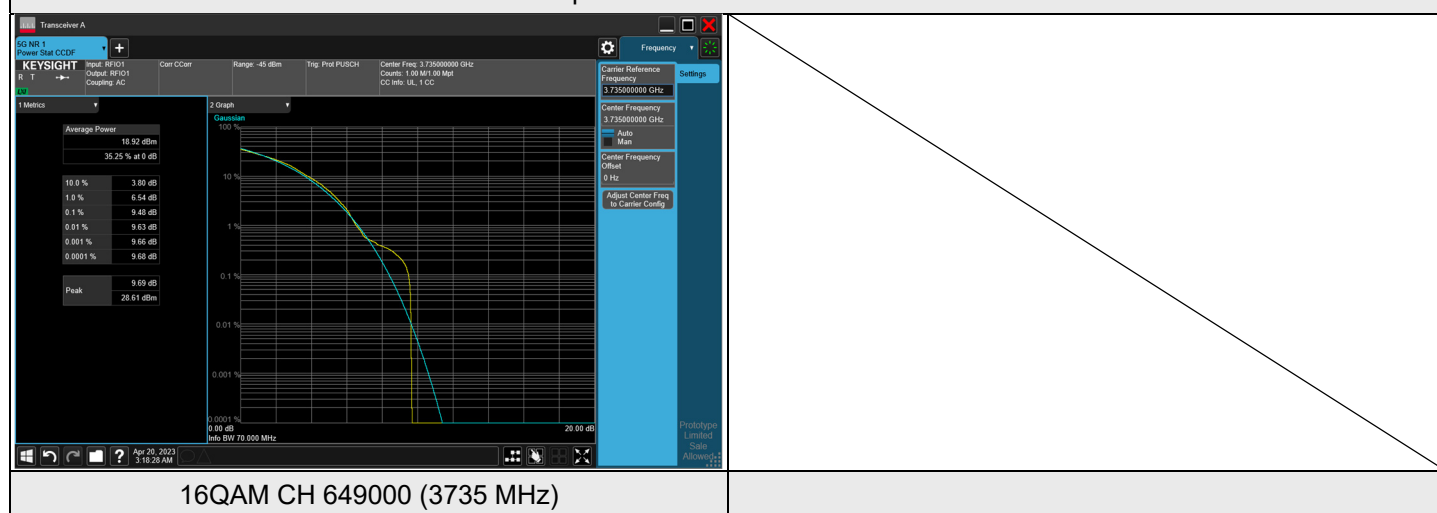 Transceiver A
5G NR 1
Power Stat CCDF
Frequency
KEYSIGHT
R T
Input: RFIO1
Output: RFIO1
Coupling: AC
Corr CCorr
Range: -45 dBm
Trig: Prot PUSCH
Center Freq: 3.735000000 GHz
Counts: 1.00 M/1.00 Mpt
CC Info: UL, 1 CC
Carrier Reference
Frequency
3.735000000 GHz
Settings
Center Frequency
3.735000000 GHz
Auto
Man
Center Frequency
Offset
0 Hz
Adjust Center Freq
to Carrier Config
1 Metrics
Average Power
18.92 dBm
35.25 % at 0 dB
10.0 % 3.80 dB
1.0 % 6.54 dB
0.1 % 9.48 dB
0.01 % 9.63 dB
0.001 % 9.66 dB
0.0001 % 9.68 dB
Peak
9.69 dB
28.61 dBm
2 Graph
Gaussian
100 %
10 %
1 %
0.1 %
0.01 %
0.001 %
0.0001 %
0.00 dB
20.00 dB
Info BW 70.000 MHz
Prototype
Limited
Sale
Allowed
Apr 20, 2023
3:18:28 AM
16QAM CH 649000 (3735 MHz)